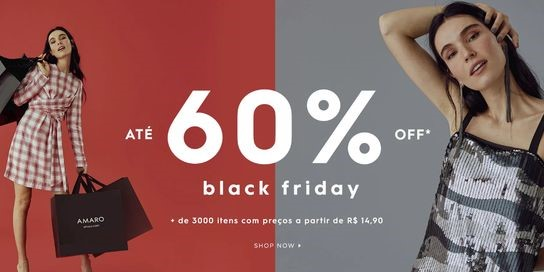 ATÉ 60% OFF*
black friday
+ de 3000 itens com preços a partir de R$ 14,90
SHOP NOW
AMARO